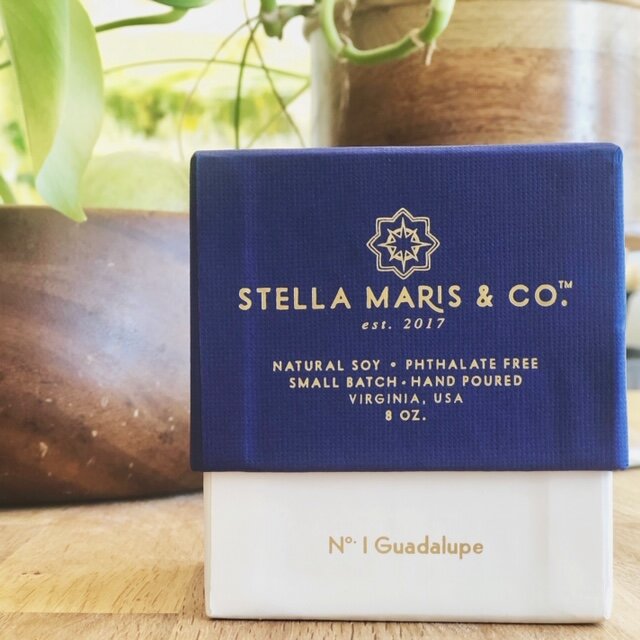 STELLA MARIS & CO.™
est. 2017
NATURAL SOY • PHTHALATE FREE
SMALL BATCH • HAND POURED
VIRGINIA, USA
8 OZ.
Nº. I Guadalupe